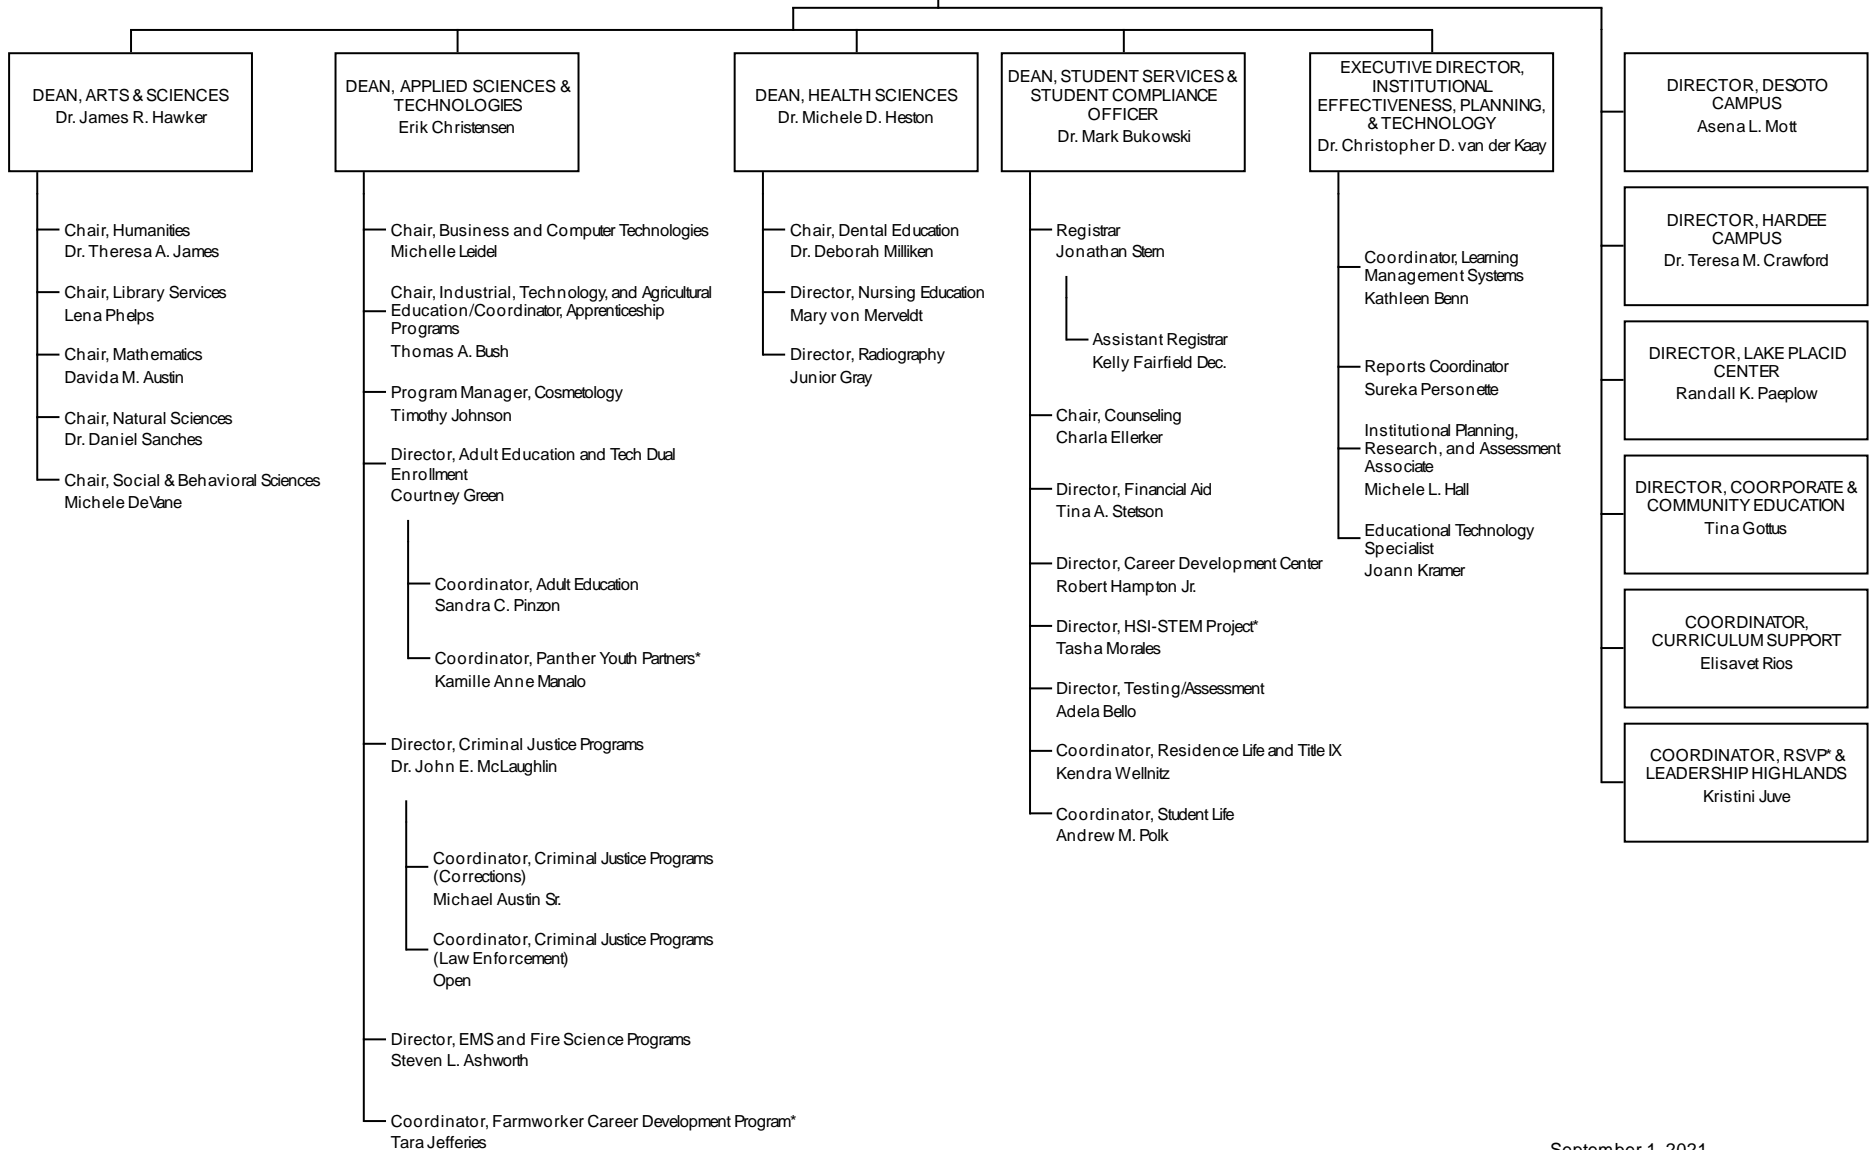 DEAN, ARTS & SCIENCES
Dr. James R. Hawker
Chair, Humanities
Dr. Theresa A. James
Chair, Library Services
Lena Phelps
Chair, Mathematics
Davida M. Austin
Chair, Natural Sciences
Dr. Daniel Sanches
Chair, Social & Behavioral Sciences
Michele DeVane
DEAN, APPLIED SCIENCES &
TECHNOLOGIES
Erik Christensen
Chair, Business and Computer Technologies
Michelle Leidel
Chair, Industrial, Technology, and Agricultural
Education/Coordinator, Apprenticeship
Programs
Thomas A. Bush
Program Manager, Cosmetology
Timothy Johnson
Director, Adult Education and Tech Dual
Enrollment
Courtney Green
Coordinator, Adult Education
Sandra C. Pinzon
Coordinator, Panther Youth Partners*
Kamille Anne Manalo
Director, Criminal Justice Programs
Dr. John E. McLaughlin
Coordinator, Criminal Justice Programs
(Corrections)
Michael Austin Sr.
Coordinator, Criminal Justice Programs
(Law Enforcement)
Open
Director, EMS and Fire Science Programs
Steven L. Ashworth
Coordinator, Farmworker Career Development Program*
Tara Jefferies
DEAN, HEALTH SCIENCES
Dr. Michele D. Heston
Chair, Dental Education
Dr. Deborah Milliken
Director, Nursing Education
Mary von Merveldt
Director, Radiography
Junior Gray
DEAN, STUDENT SERVICES &
STUDENT COMPLIANCE
OFFICER
Dr. Mark Bukowski
Registrar
Jonathan Stern
Assistant Registrar
Kelly Fairfield Dec.
Chair, Counseling
Charla Ellerker
Director, Financial Aid
Tina A. Stetson
Director, Career Development Center
Robert Hampton Jr.
Director, HSI-STEM Project*
Tasha Morales
Director, Testing/Assessment
Adela Bello
Coordinator, Residence Life and Title IX
Kendra Wellnitz
Coordinator, Student Life
Andrew M. Polk
EXECUTIVE DIRECTOR,
INSTITUTIONAL
EFFECTIVENESS, PLANNING,
& TECHNOLOGY
Dr. Christopher D. van der Kaay
Coordinator, Learning
Management Systems
Kathleen Benn
Reports Coordinator
Sureka Personette
Institutional Planning,
Research, and Assessment
Associate
Michele L. Hall
Educational Technology
Specialist
Joann Kramer
DIRECTOR, DESOTO
CAMPUS
Asena L. Mott
DIRECTOR, HARDEE
CAMPUS
Dr. Teresa M. Crawford
DIRECTOR, LAKE PLACID
CENTER
Randall K. Paeplow
DIRECTOR, COORPORATE &
COMMUNITY EDUCATION
Tina Gottus
COORDINATOR,
CURRICULUM SUPPORT
Elisavet Rios
COORDINATOR, RSVP* &
LEADERSHIP HIGHLANDS
Kristini Juve
September 1, 2021